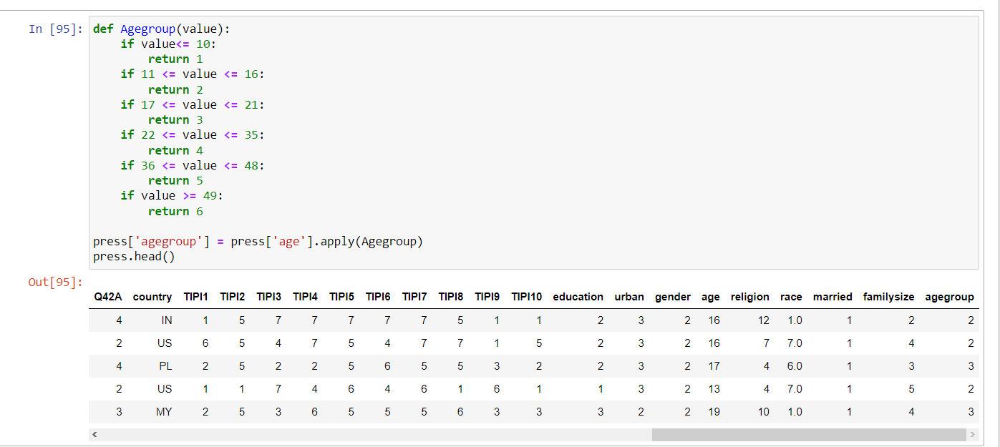 In [95]: def Agegroup(value):
if value<= 10:
return 1
if 11 <= value <= 16:
return 2
if 17 <= value <= 21:
return 3
if 22 <= value <= 35:
return 4
if 36 <= value <= 48:
return 5
if value >= 49:
return 6
press['agegroup'] = press['age'].apply(Agegroup)
press.head()
Out[95]:
Q42A country TIPI1 TIPI2 TIPI3 TIPI4 TIPI5 TIPI6 TIPI7 TIPI8 TIPI9 TIPI10 education urban gender age religion race married familysize agegroup
4 IN 1 5 7 7 7 7 7 5 1 1 2 3 2 16 12 1.0 1 2 2
2 US 6 5 4 7 5 4 7 7 1 5 2 3 2 16 7 7.0 1 4 2
4 PL 2 5 2 2 5 6 5 5 3 2 2 3 2 17 4 6.0 1 3 3
2 US 1 1 7 4 6 4 6 1 6 1 1 3 2 13 4 7.0 1 5 2
3 MY 2 5 3 6 5 5 5 6 3 3 3 2 2 19 10 1.0 1 4 3